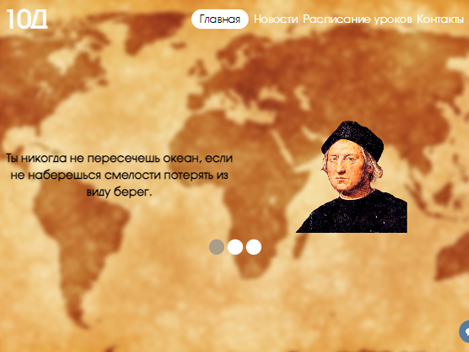 10Д
Главная Новости Расписание уроков Контакты
Ты никогда не пересечешь океан, если
не наберешься смелости потерять из
виду берег.